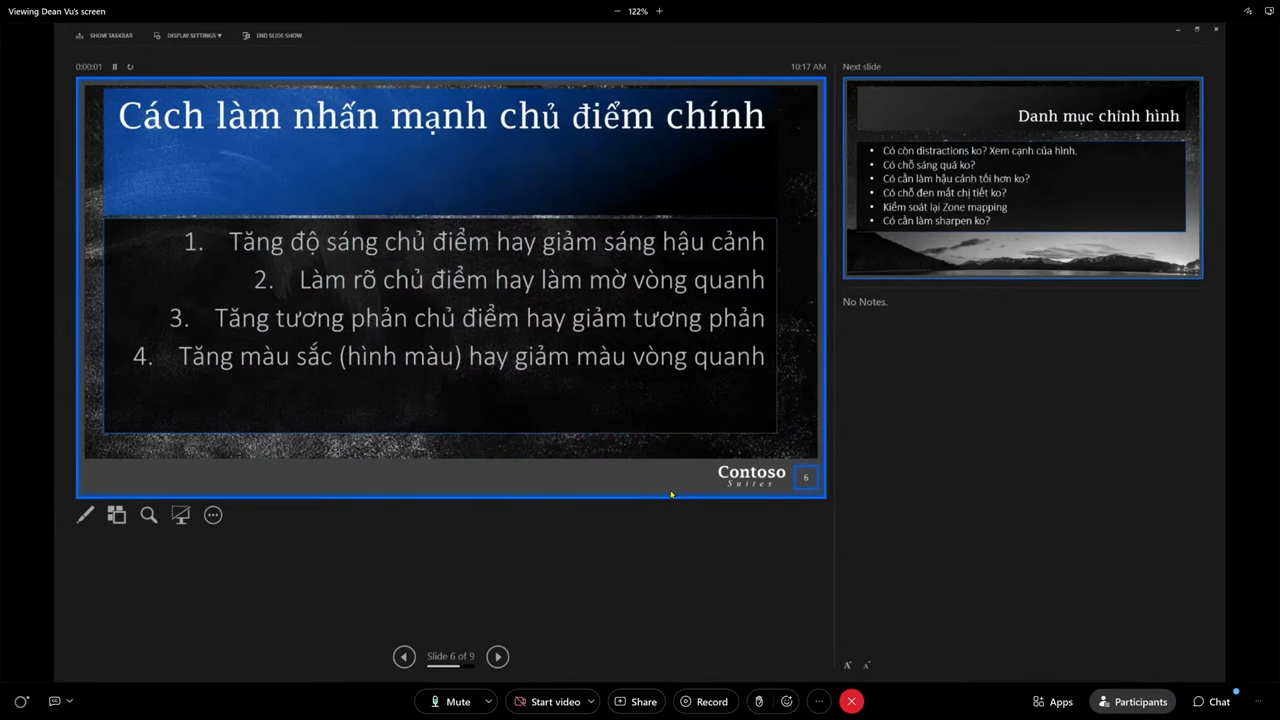 Viewing Dean Vu's screen
122%
SHOW TASKBAR
DISPLAY SETTINGS
END SLIDE SHOW
0:00:01
10:17 AM
Cách làm nhấn mạnh chủ điểm chính
1. Tăng độ sáng chủ điểm hay giảm sáng hậu cảnh
2. Làm rõ chủ điểm hay làm mờ vòng quanh
3. Tăng tương phản chủ điểm hay giảm tương phản
4. Tăng màu sắc (hình màu) hay giảm màu vòng quanh
Contoso
Suites
6
Next slide
Danh mục chỉnh hình
• Có còn distractions ko? Xem cạnh của hình.
• Có chỗ sáng quá ko?
• Có cần làm hậu cảnh tối hơn ko?
• Có chỗ đen mất chị tiết ko?
• Kiểm soát lại Zone mapping
• Có cần làm sharpen ko?
No Notes.
Slide 6 of 9
A
A
Mute
Start video
Share
Record
Apps
Participants
Chat